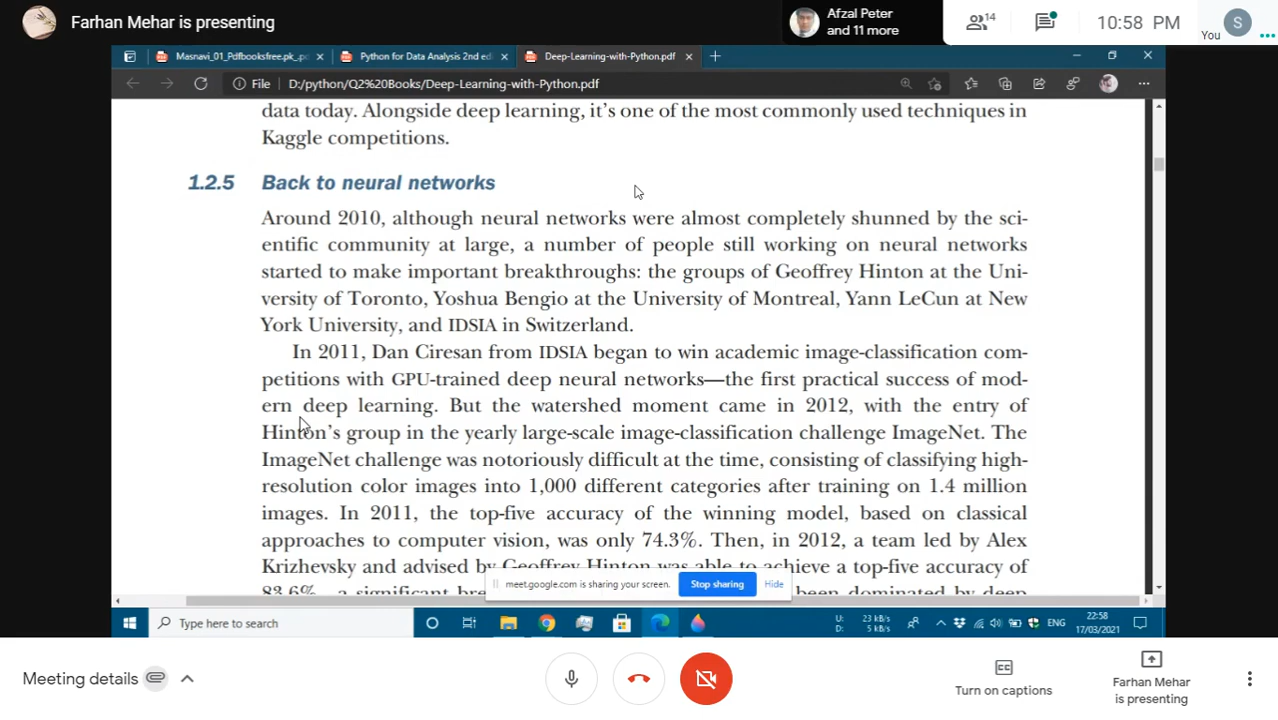 Farhan Mehar is presenting
Afzal Peter
and 11 more
14
10:58 PM
You
S
Masnavi_01_Pdfbooksfree.pk_.p
Python for Data Analysis 2nd ed
Deep-Learning-with-Python.pdf
File
D:/python/Q2%20Books/Deep-Learning-with-Python.pdf
data today. Alongside deep learning, it's one of the most commonly used techniques in
Kaggle competitions.
1.2.5 Back to neural networks
Around 2010, although neural networks were almost completely shunned by the sci-
entific community at large, a number of people still working on neural networks
started to make important breakthroughs: the groups of Geoffrey Hinton at the Uni-
versity of Toronto, Yoshua Bengio at the University of Montreal, Yann LeCun at New
York University, and IDSIA in Switzerland.
In 2011, Dan Ciresan from IDSIA began to win academic image-classification com-
petitions with GPU-trained deep neural networks—the first practical success of mod-
ern deep learning. But the watershed moment came in 2012, with the entry of
Hinton's group in the yearly large-scale image-classification challenge ImageNet. The
ImageNet challenge was notoriously difficult at the time, consisting of classifying high-
resolution color images into 1,000 different categories after training on 1.4 million
images. In 2011, the top-five accuracy of the winning model, based on classical
approaches to computer vision, was only 74.3%. Then, in 2012, a team led by Alex
Krizhevsky and advised by Geoffrey Hinton was able to achieve a top-five accuracy of
83.6%—a significant been dominated by deep
meet.google.com is sharing your screen.
Stop sharing
Hide
Type here to search
U: 23 kB/s
D: 5 kB/s
ENG
22:58
17/03/2021
Meeting details
Turn on captions
Farhan Mehar
is presenting